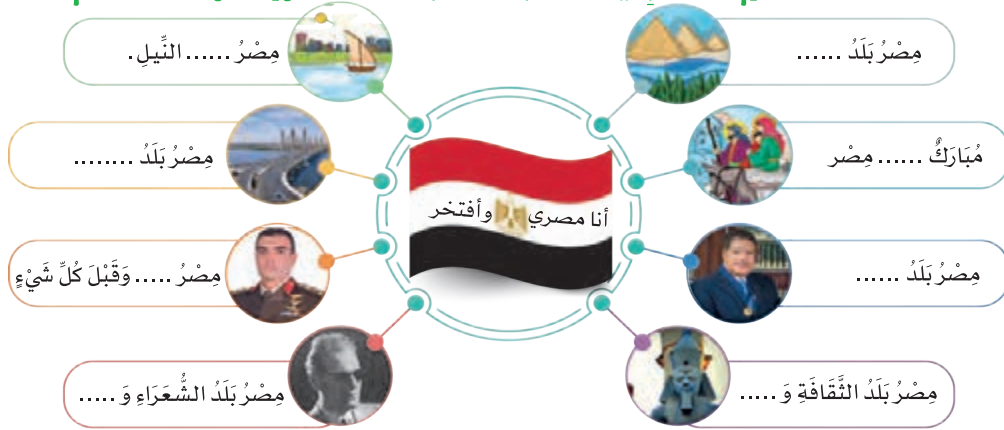 مِصْرُ بَلَدُ ......
مِصْرُ ...... النِّيلِ.
مُبَارَكٌ ...... مِصْر
مِصْرُ بَلَدُ ........
أنا مصري وأفتخر
مِصْرُ بَلَدُ ......
مِصْرُ ..... وَقَبْلَ كُلِّ شَيْءٍ
مِصْرُ بَلَدُ الثَّقَافَةِ وَ .....
مِصْرُ بَلَدُ الشُّعَرَاءِ وَ .....